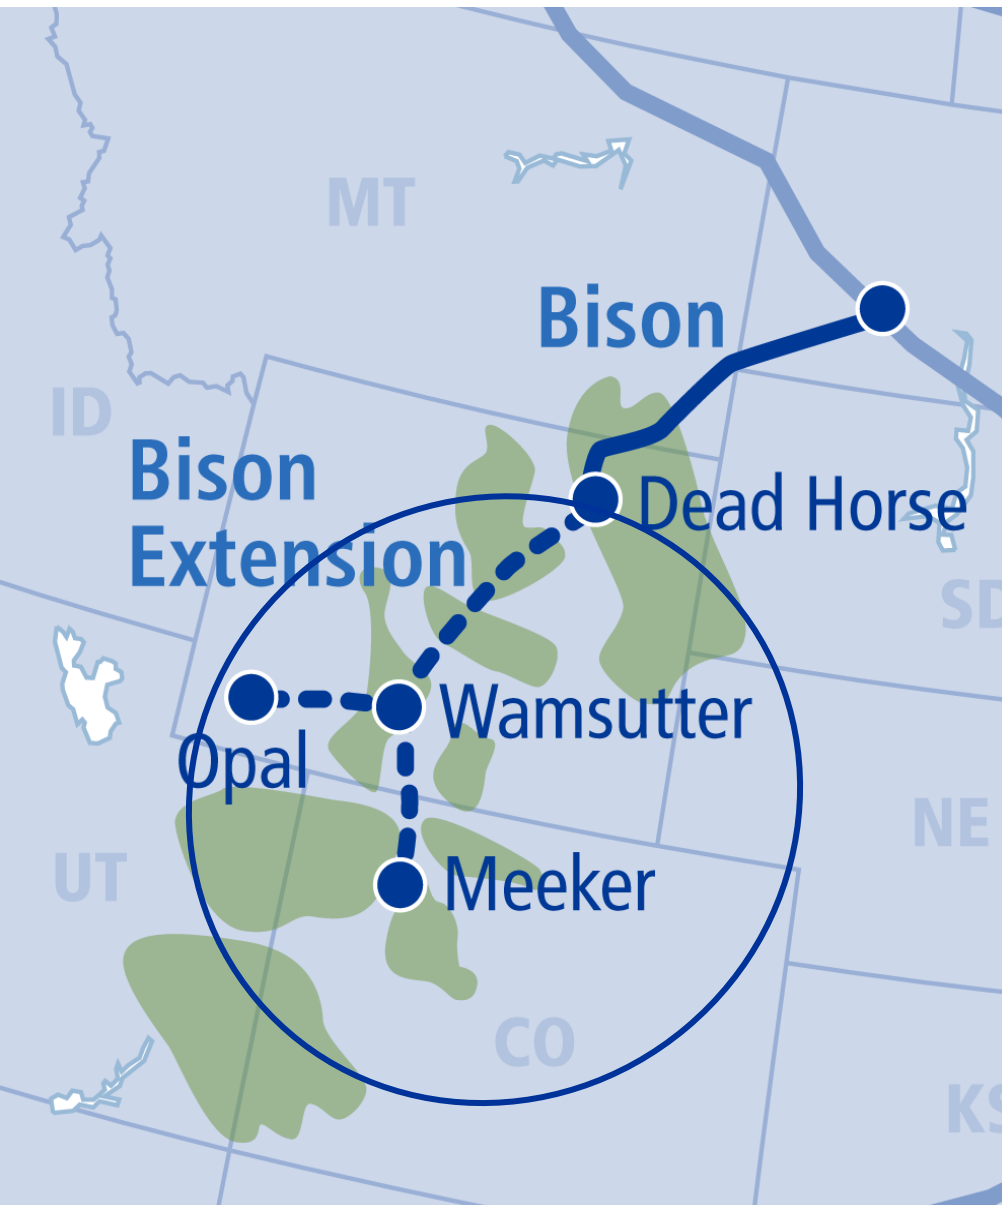 MT
Bison
ID
Bison
Extension
Dead Horse
SD
Wamsutter
Opal
NE
UT
Meeker
CO
KS